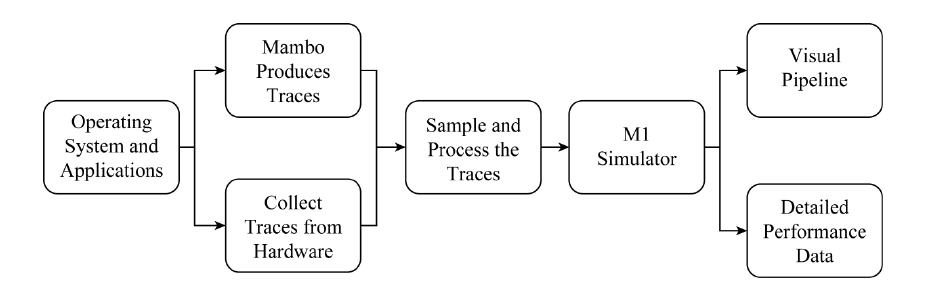 Operating
System and
Applications
Mambo
Produces
Traces
Collect
Traces from
Hardware
Sample and
Process the
Traces
M1
Simulator
Visual
Pipeline
Detailed
Performance
Data